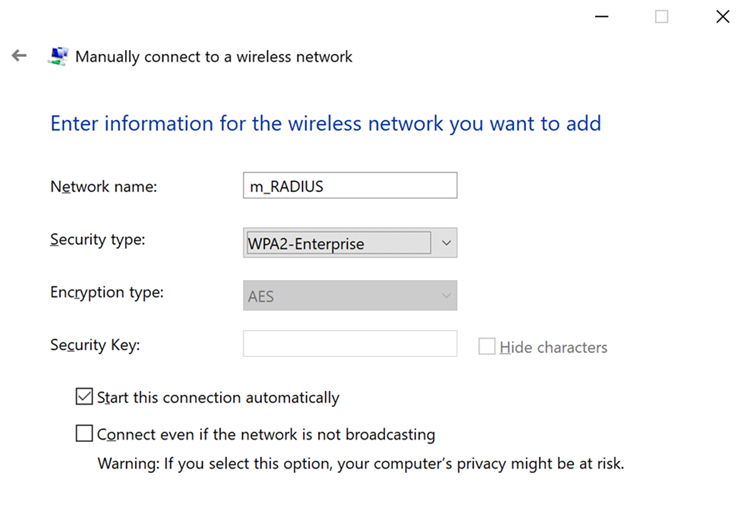 Manually connect to a wireless network
Enter information for the wireless network you want to add
Network name: m_RADIUS
Security type: WPA2-Enterprise
Encryption type: AES
Security Key: Hide characters
Start this connection automatically
Connect even if the network is not broadcasting
Warning: If you select this option, your computer's privacy might be at risk.